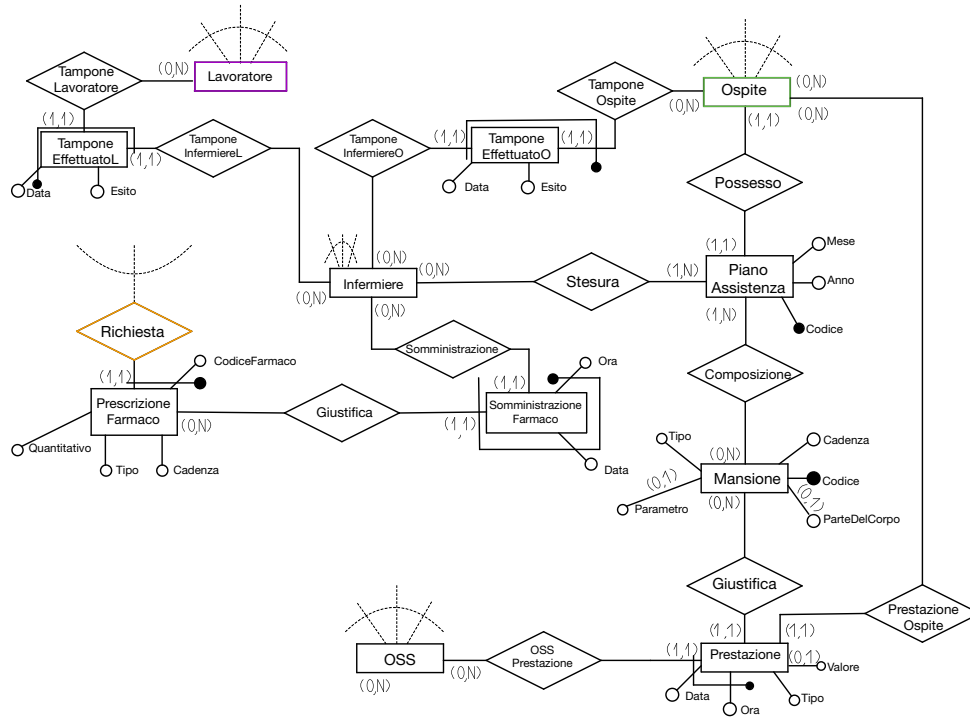 Tampone
Lavoratore
(0,N)
Lavoratore
Tampone
Ospite
(0,N)
Ospite
(0,N)
(0,N)
(1,1)
(1,1)
Tampone
EffettuatoL
(1,1)
Tampone
InfermiereL
Tampone
InfermiereO
(1,1)
Tampone
EffettuatoO
(1,1)
Data
Esito
Data
Esito
Possesso
(0,N)
Infermiere
(0,N)
(0,N)
(0,N)
Stesura
(1,N)
(1,1)
Piano
Assistenza
(1,N)
Mese
Anno
Codice
Richiesta
(1,1)
CodiceFarmaco
Prescrizione
Farmaco
(0,N)
Quantitativo
Tipo
Cadenza
Giustifica
Somministrazione
(1,1)
(1,1)
Ora
Somministrazione
Farmaco
Data
Composizione
(0,N)
Tipo
Cadenza
Mansione
Codice
(0,1)
Parametro
(0,N)
(0,1)
ParteDelCorpo
Giustifica
Prestazione
Ospite
(1,1)
(1,1)
OSS
(0,N)
(0,N)
OSS
Prestazione
(1,1)
Prestazione
(0,1)
Valore
Data
Ora
Tipo